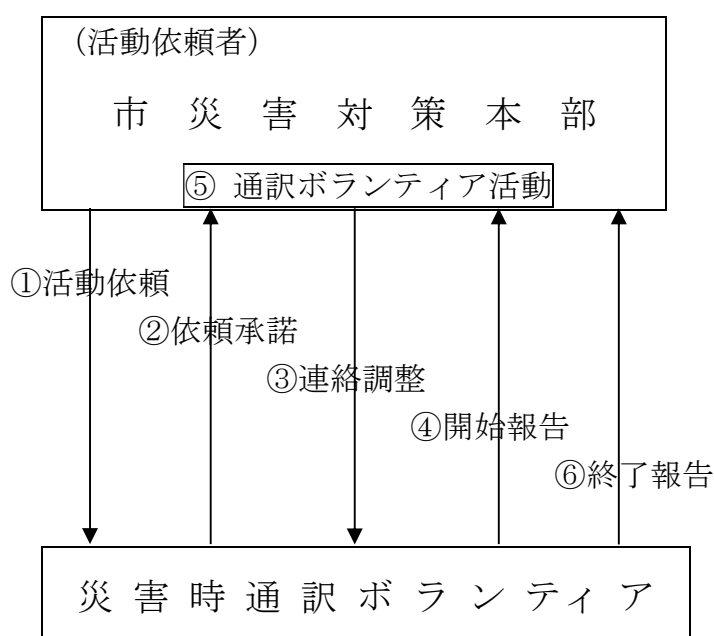 (活動依頼者)
市災害対策本部
⑤ 通訳ボランティア活動
①活動依頼
②依頼承諾
③連絡調整
④開始報告
⑥終了報告
災害時通訳ボランティア